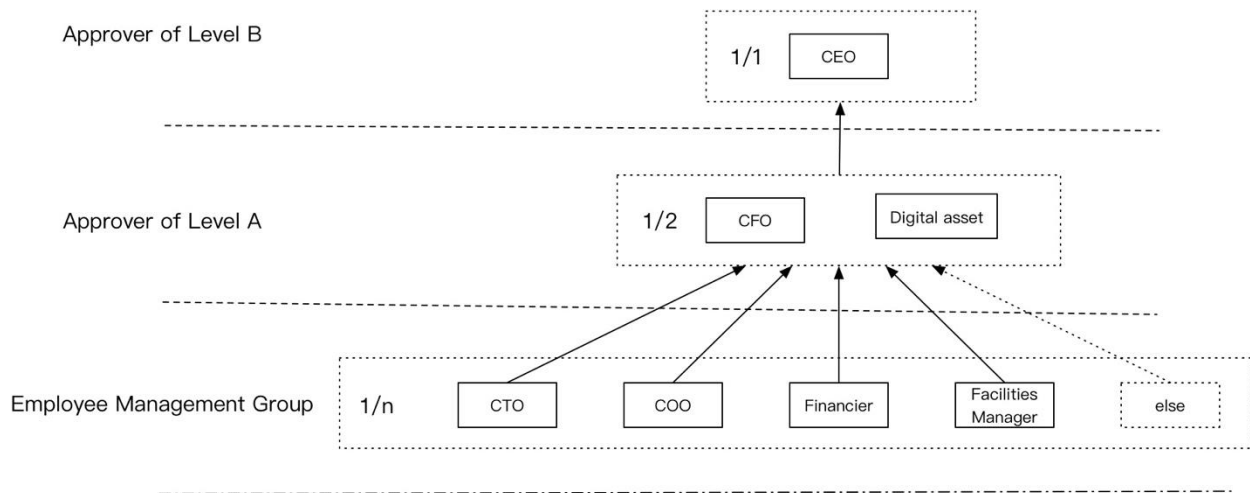 Approver of Level B
1/1
CEO
Approver of Level A
1/2
CFO
Digital asset
Employee Management Group
1/n
CTO
COO
Financier
Facilities
Manager
else